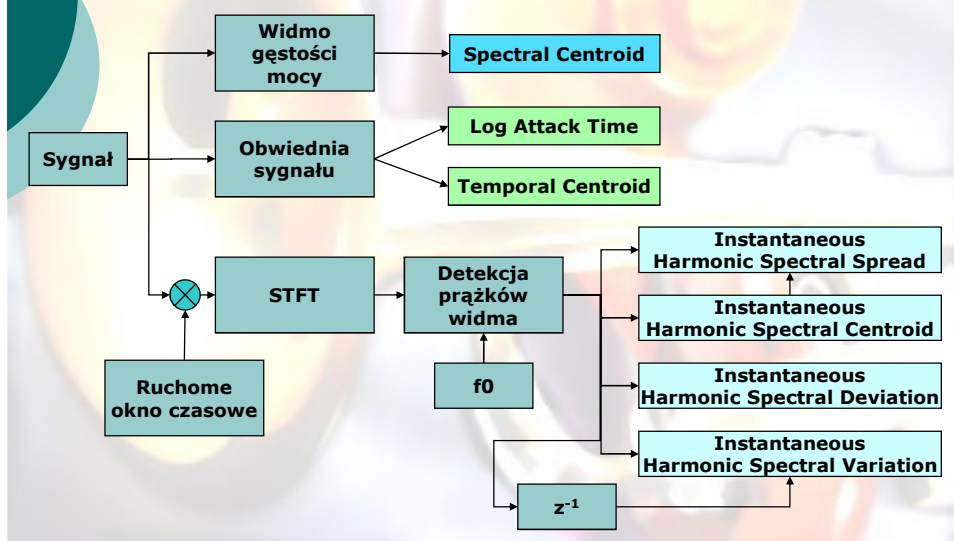 Widmo
gęstości
mocy
Spectral Centroid
Log Attack Time
Sygnał
Obwiednia
sygnału
Temporal Centroid
Instantaneous
Harmonic Spectral Spread
STFT
Detekcja
prążków
widma
Instantaneous
Harmonic Spectral Centroid
Ruchome
okno czasowe
f0
Instantaneous
Harmonic Spectral Deviation
Instantaneous
Harmonic Spectral Variation
z⁻¹